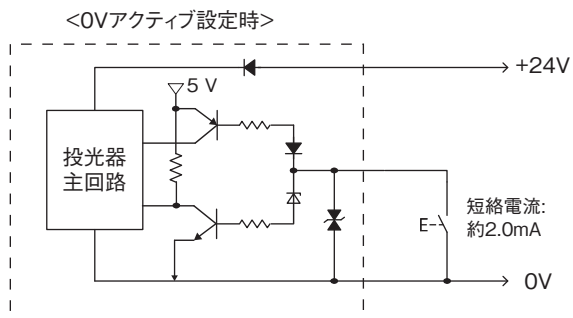 <0Vアクティブ設定時>
+24V
5 V
投光器
主回路
短絡電流:
約2.0mA
E
0V